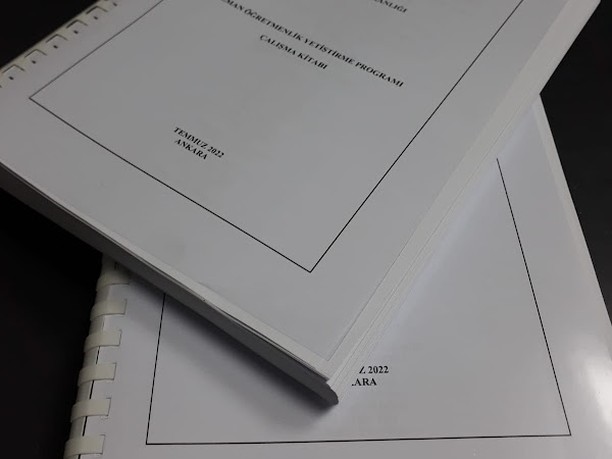 MAN ÖĞRETMENLİK YETİŞTİRME PROGRAMI
ÇALIŞMA KİTABI
TEMMUZ 2022
ANKARA
Z 2022
ARA